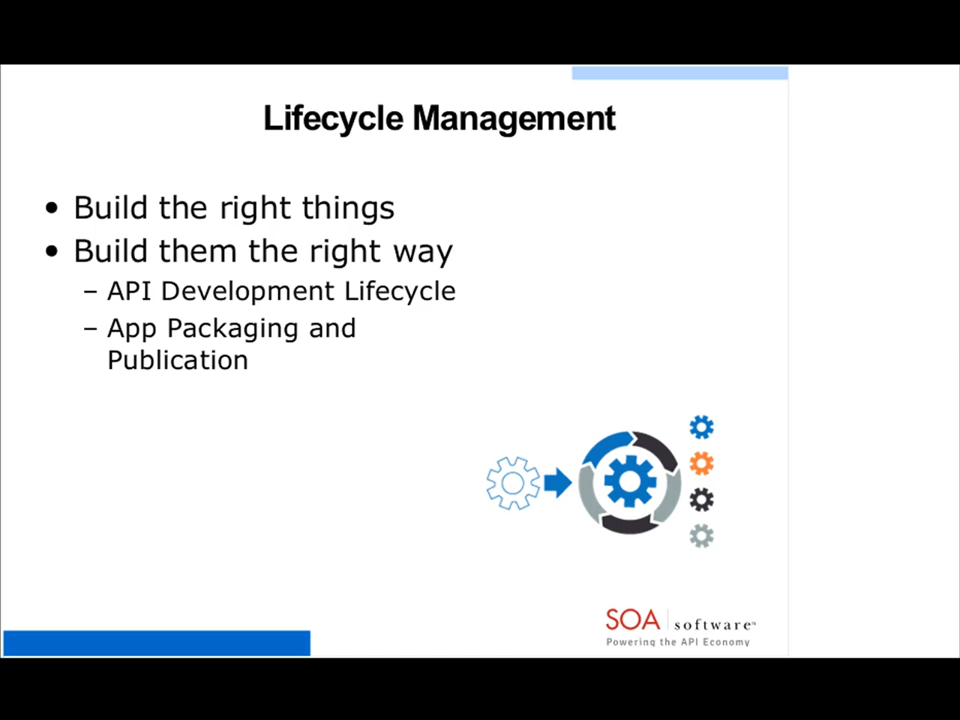 Lifecycle Management
• Build the right things
• Build them the right way
– API Development Lifecycle
– App Packaging and
Publication
SOA software™
Powering the API Economy